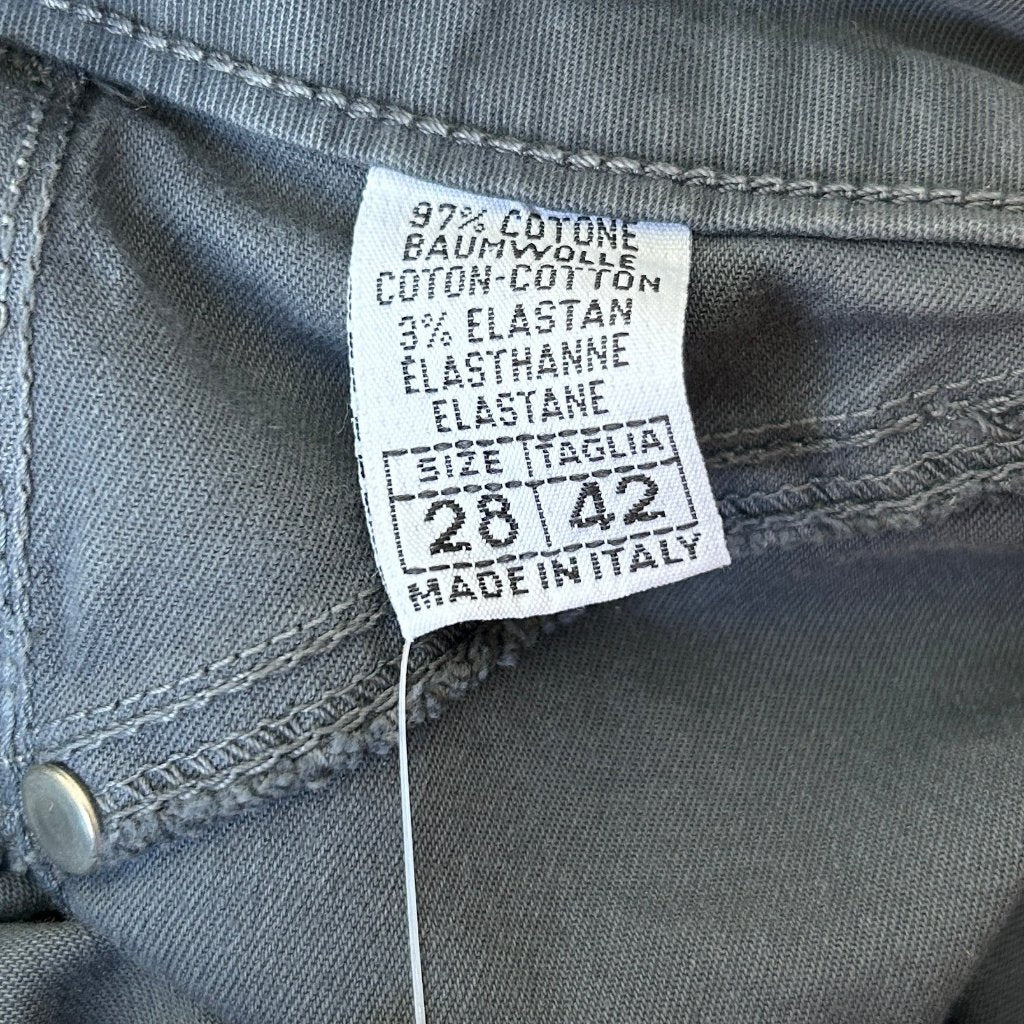 97% COTONE
BAUMWOLLE
COTON-COTTON
3% ELASTAN
ELASTHANNE
ELASTANE
SIZE TAGLIA
28 42
MADE IN ITALY